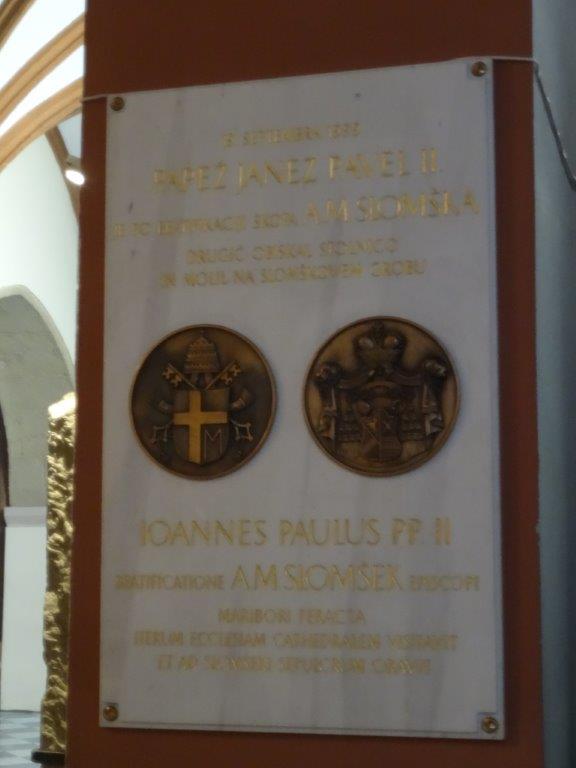 19. SEPTEMBRA 1999
PAPEŽ JANEZ PAVEL II.
JE PO BEATIFIKACIJI ŠKOFA A.M. SLOMŠKA
DRUGIČ OBISKAL STOLNICO
IN MOLIL NA SLOMŠKOVEM GROBU
M
IOANNES PAULUS PP. II
BEATIFICATIONE A.M. SLOMŠEK EPISCOPI
MARIBORI PERACTA
ITERUM ECCLESIAM CATHEDRALEM VISITAVIT
ET AD SLOMŠEKI SEPULCRUM ORAVIT